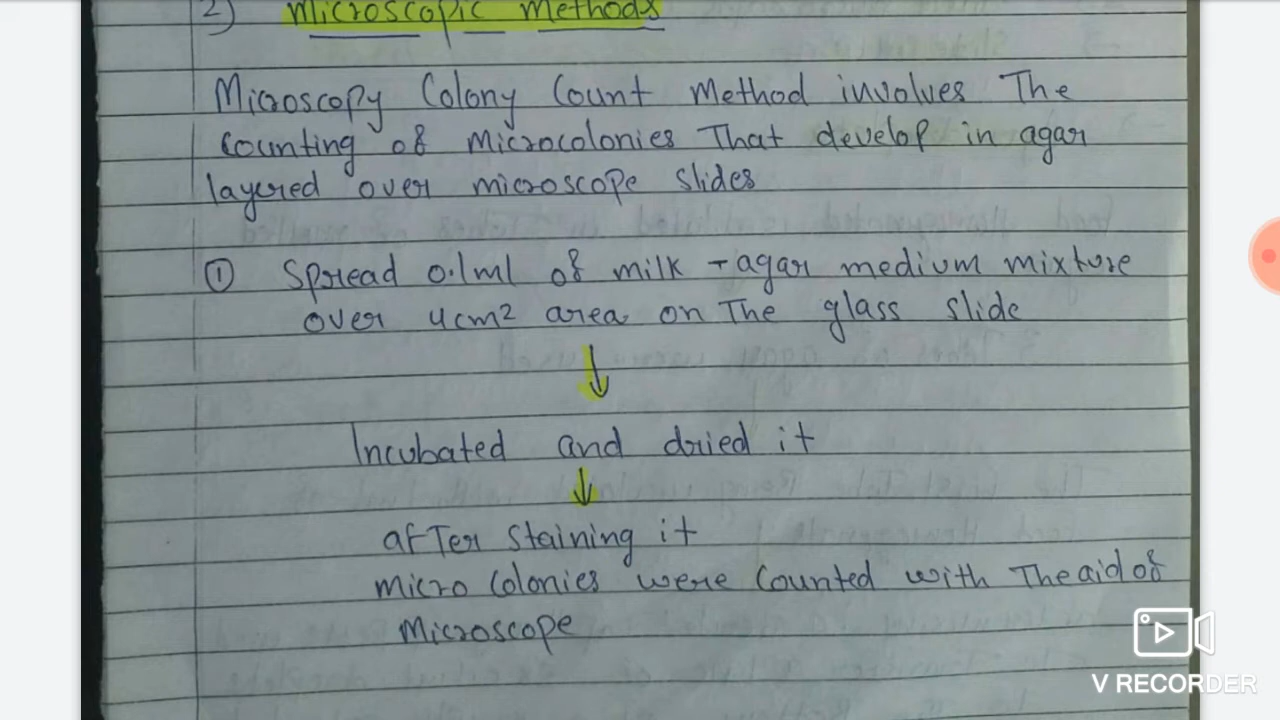 2) Microscopic Methods
Microscopy Colony Count Method involves The
Counting of Microcolonies That develop in agar
layered over microscope slides
① Spread 0.1ml of milk - agar medium mixture
over 4cm² area on The glass slide
↓
Incubated and dried it
↓
after staining it
micro colonies were counted with The aid of
Microscope
V RECORDER